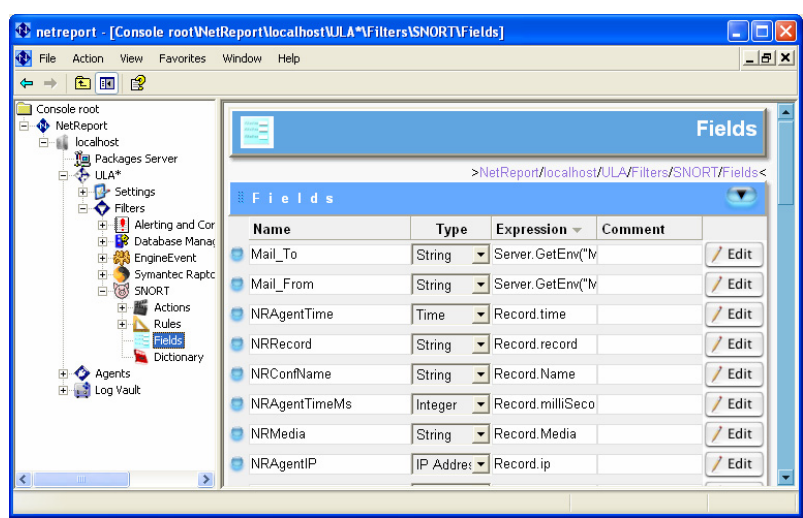 netreport - [Console root\NetReport\localhost\ULA*\Filters\SNORT\Fields]
File Action View Favorites Window Help
Console root
NetReport
localhost
Packages Server
ULA*
Settings
Filters
Alerting and Cor
Database Manag
EngineEvent
Symantec Raptc
SNORT
Actions
Rules
Fields
Dictionary
Agents
Log Vault
Fields
>NetReport/localhost/ULA/Filters/SNORT/Fields<
Fields
Name Type Expression Comment
Mail_To String Server.GetEnv("M Edit
Mail_From String Server.GetEnv("M Edit
NRAgentTime Time Record.time Edit
NRRecord String Record.record Edit
NRConfName String Record.Name Edit
NRAgentTimeMs Integer Record.milliSeco Edit
NRMedia String Record.Media Edit
NRAgentIP IP Addres Record.ip Edit